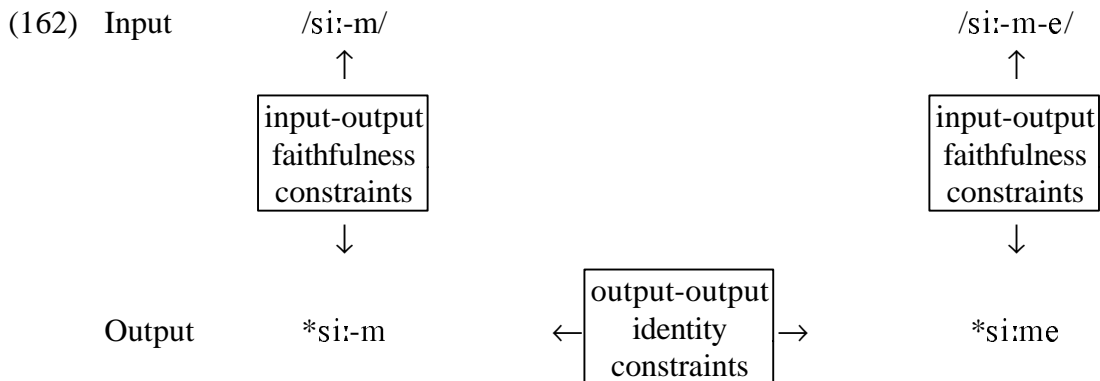 (162) Input /siː-m/ /siː-m-e/
↑ ↑
input-output input-output
faithfulness faithfulness
constraints constraints
↓ ↓
output-output
Output *siː-m ← identity → *siːme
constraints